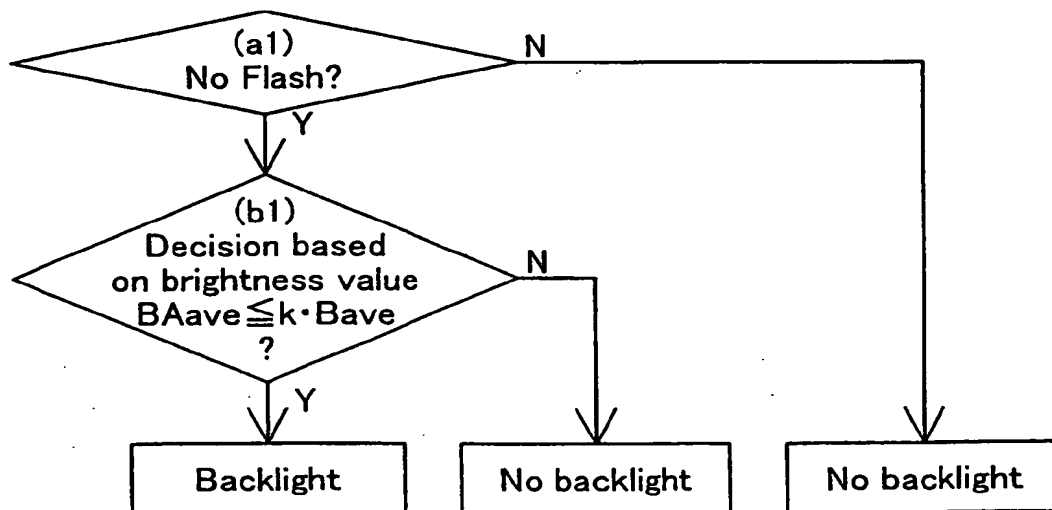 (a1)
No Flash?
N
Y
(b1)
Decision based
on brightness value
BAave≦k·Bave
?
N
Y
Backlight
No backlight
No backlight